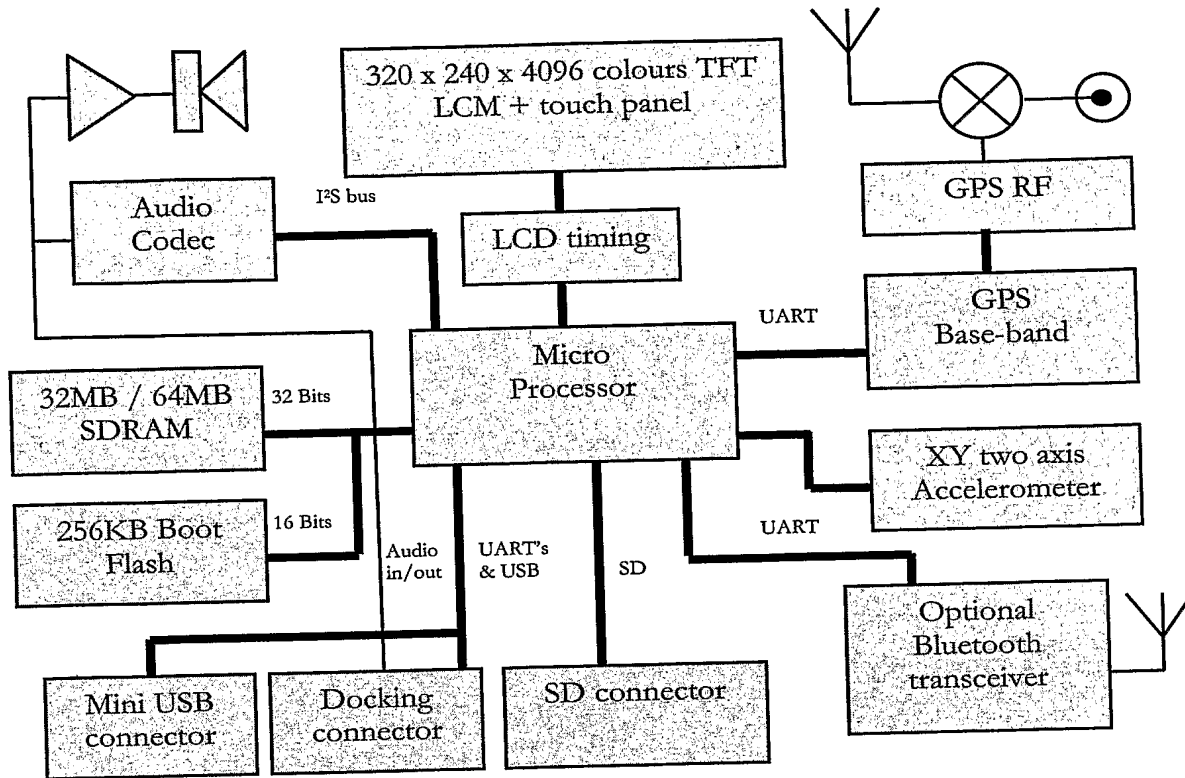 320 x 240 x 4096 colours TFT
LCM + touch panel
GPS RF
Audio
Codec
I²S bus
LCD timing
GPS
Base-band
UART
Micro
Processor
32MB / 64MB
SDRAM
32 Bits
XY two axis
Accelerometer
256KB Boot
Flash
16 Bits
Audio
in/out
UART's
& USB
SD
UART
Optional
Bluetooth
transceiver
Mini USB
connector
Docking
connector
SD connector